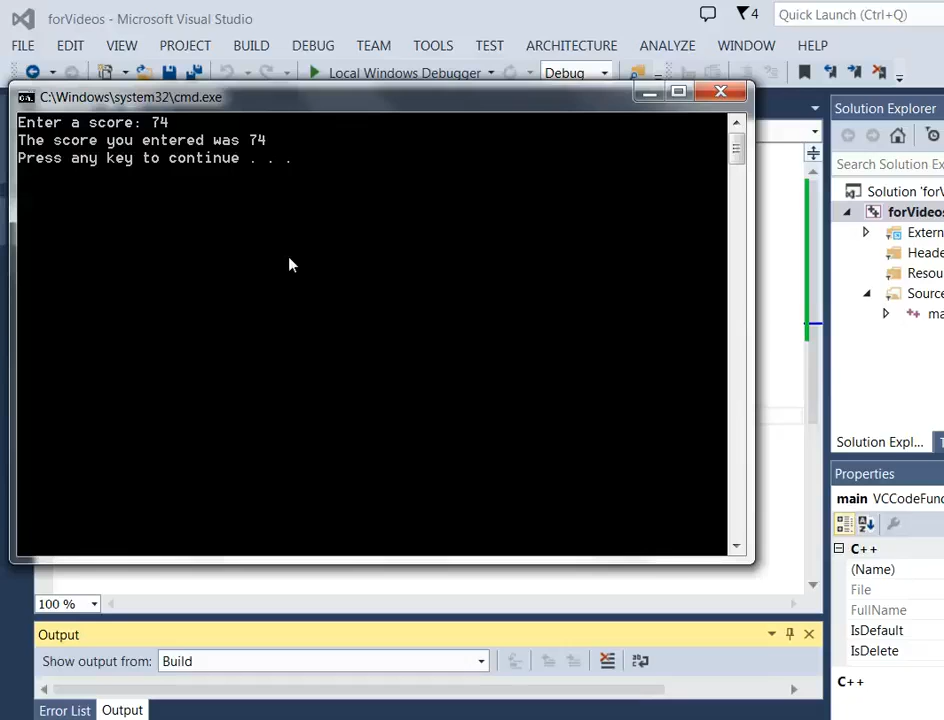 forVideos - Microsoft Visual Studio
4
Quick Launch (Ctrl+Q)
FILE EDIT VIEW PROJECT BUILD DEBUG TEAM TOOLS TEST ARCHITECTURE ANALYZE WINDOW HELP
Local Windows Debugger
Debug
C:\Windows\system32\cmd.exe
Enter a score: 74
The score you entered was 74
Press any key to continue . . .
Solution Explorer
Search Solution Ex
Solution 'forV
forVideos
Extern
Heade
Resou
Source
ma
Solution Expl...
T
Properties
main VCCodeFunc
C++
(Name)
File
FullName
IsDefault
IsDelete
C++
100 %
Output
Show output from: Build
Error List Output